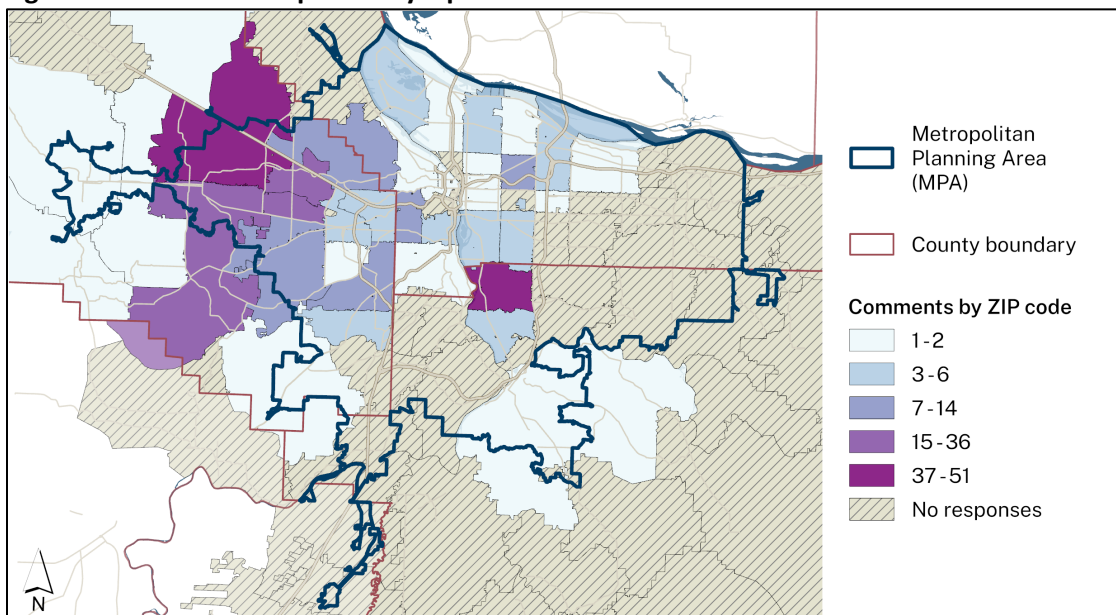 Metropolitan
Planning Area
(MPA)
County boundary
Comments by ZIP code
1-2
3-6
7-14
15-36
37-51
No responses
N